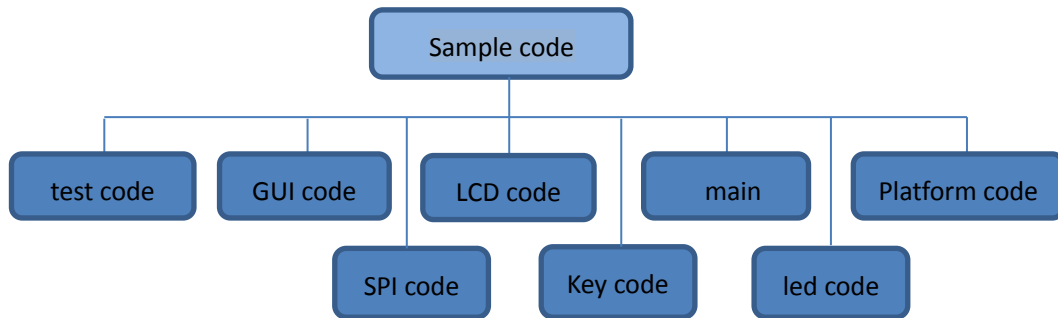 Sample code
test code
GUI code
LCD code
main
Platform code
SPI code
Key code
led code